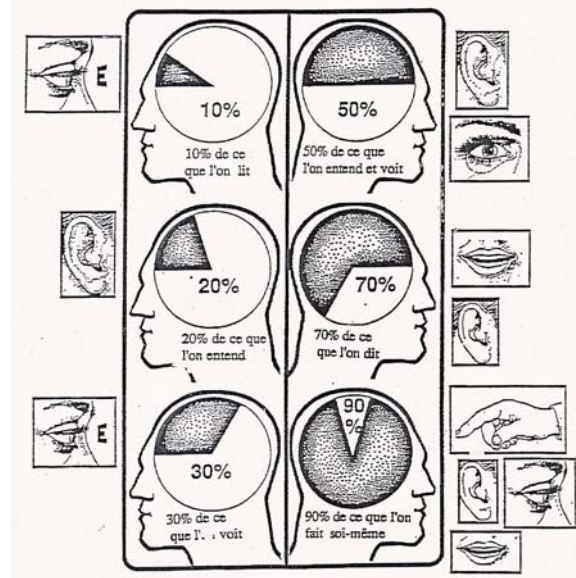 E
10%
10% de ce
que l'on lit
50%
50% de ce que
l'on entend et voit
20%
20% de ce que
l'on entend
70%
70% de ce
que l'on dit
E
30%
30% de ce
que voit
90
%
90% de ce que l'on
fait soi-même